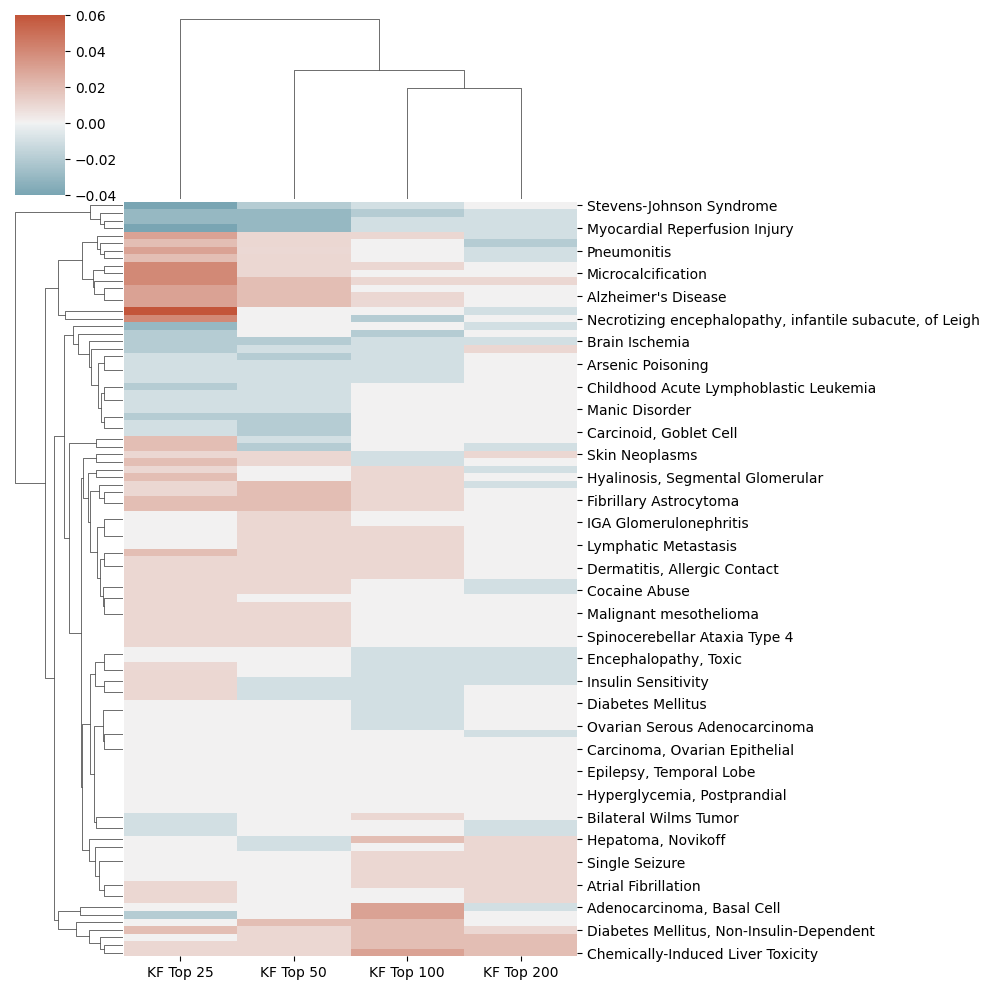 0.06
0.04
0.02
0.00
−0.02
−0.04
Stevens-Johnson Syndrome
Myocardial Reperfusion Injury
Pneumonitis
Microcalcification
Alzheimer's Disease
Necrotizing encephalopathy, infantile subacute, of Leigh
Brain Ischemia
Arsenic Poisoning
Childhood Acute Lymphoblastic Leukemia
Manic Disorder
Carcinoid, Goblet Cell
Skin Neoplasms
Hyalinosis, Segmental Glomerular
Fibrillary Astrocytoma
IGA Glomerulonephritis
Lymphatic Metastasis
Dermatitis, Allergic Contact
Cocaine Abuse
Malignant mesothelioma
Spinocerebellar Ataxia Type 4
Encephalopathy, Toxic
Insulin Sensitivity
Diabetes Mellitus
Ovarian Serous Adenocarcinoma
Carcinoma, Ovarian Epithelial
Epilepsy, Temporal Lobe
Hyperglycemia, Postprandial
Bilateral Wilms Tumor
Hepatoma, Novikoff
Single Seizure
Atrial Fibrillation
Adenocarcinoma, Basal Cell
Diabetes Mellitus, Non-Insulin-Dependent
Chemically-Induced Liver Toxicity
KF Top 25 KF Top 50 KF Top 100 KF Top 200